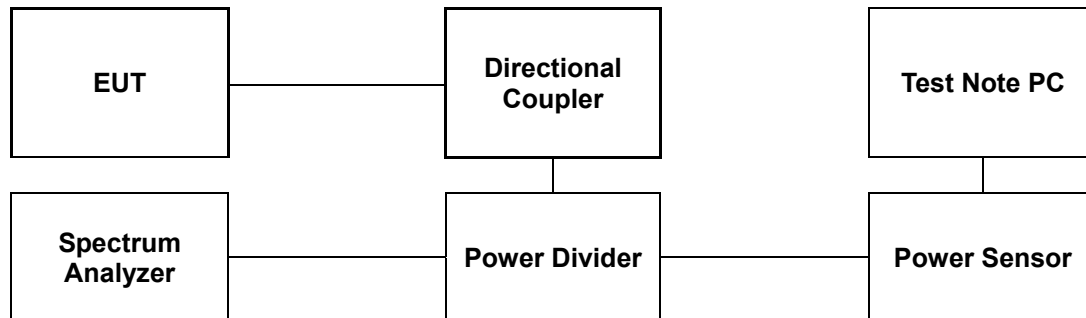 EUT
Directional
Coupler
Test Note PC
Spectrum
Analyzer
Power Divider
Power Sensor